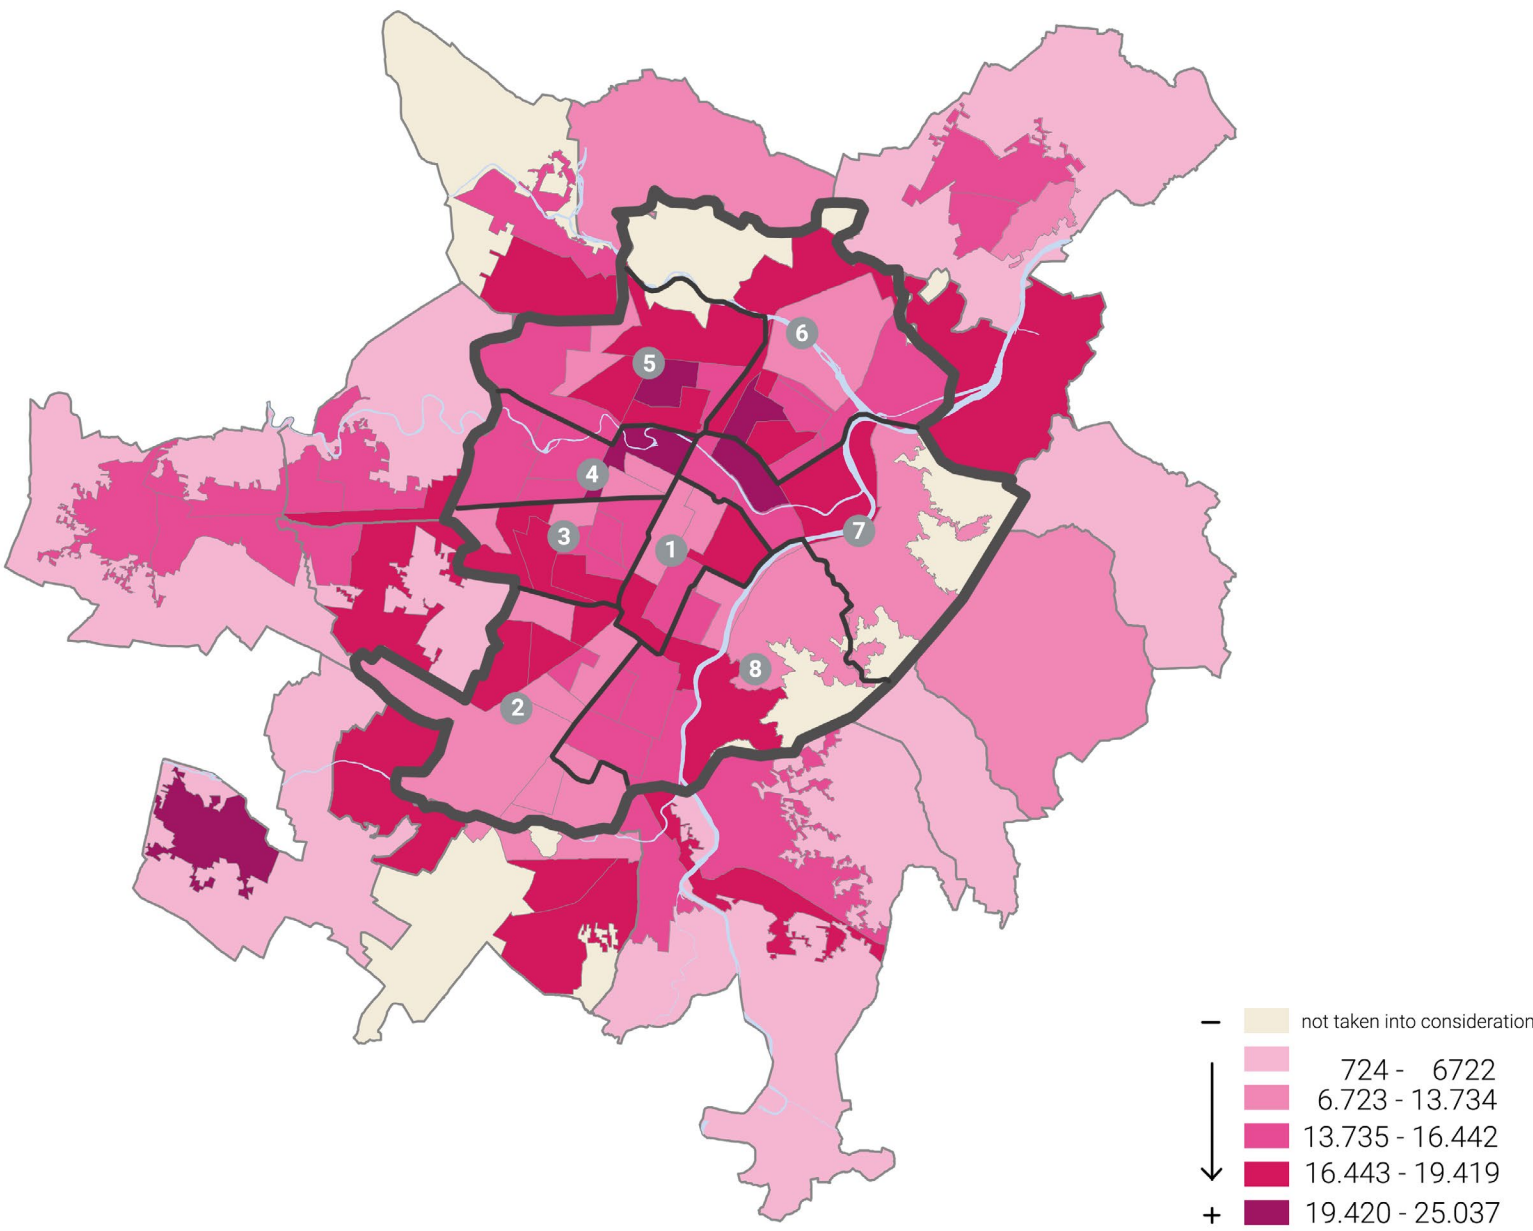 6
5
4
7
3
1
8
2
– not taken into consideration
724 - 6722
6.723 - 13.734
13.735 - 16.442
16.443 - 19.419
+ 19.420 - 25.037